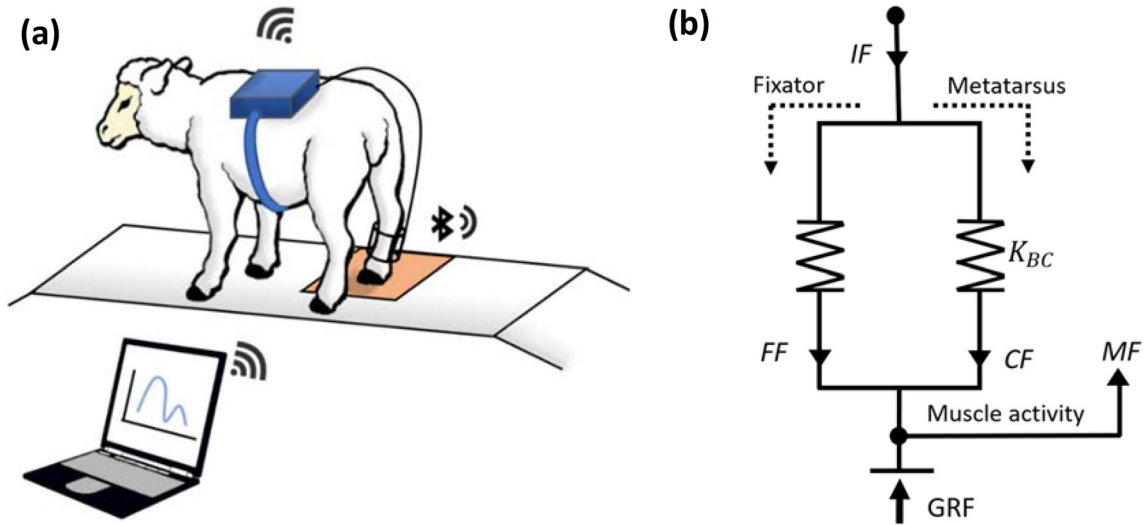 (a)
(b)
IF
Fixator
Metatarsus
K_BC
FF
CF
MF
Muscle activity
GRF